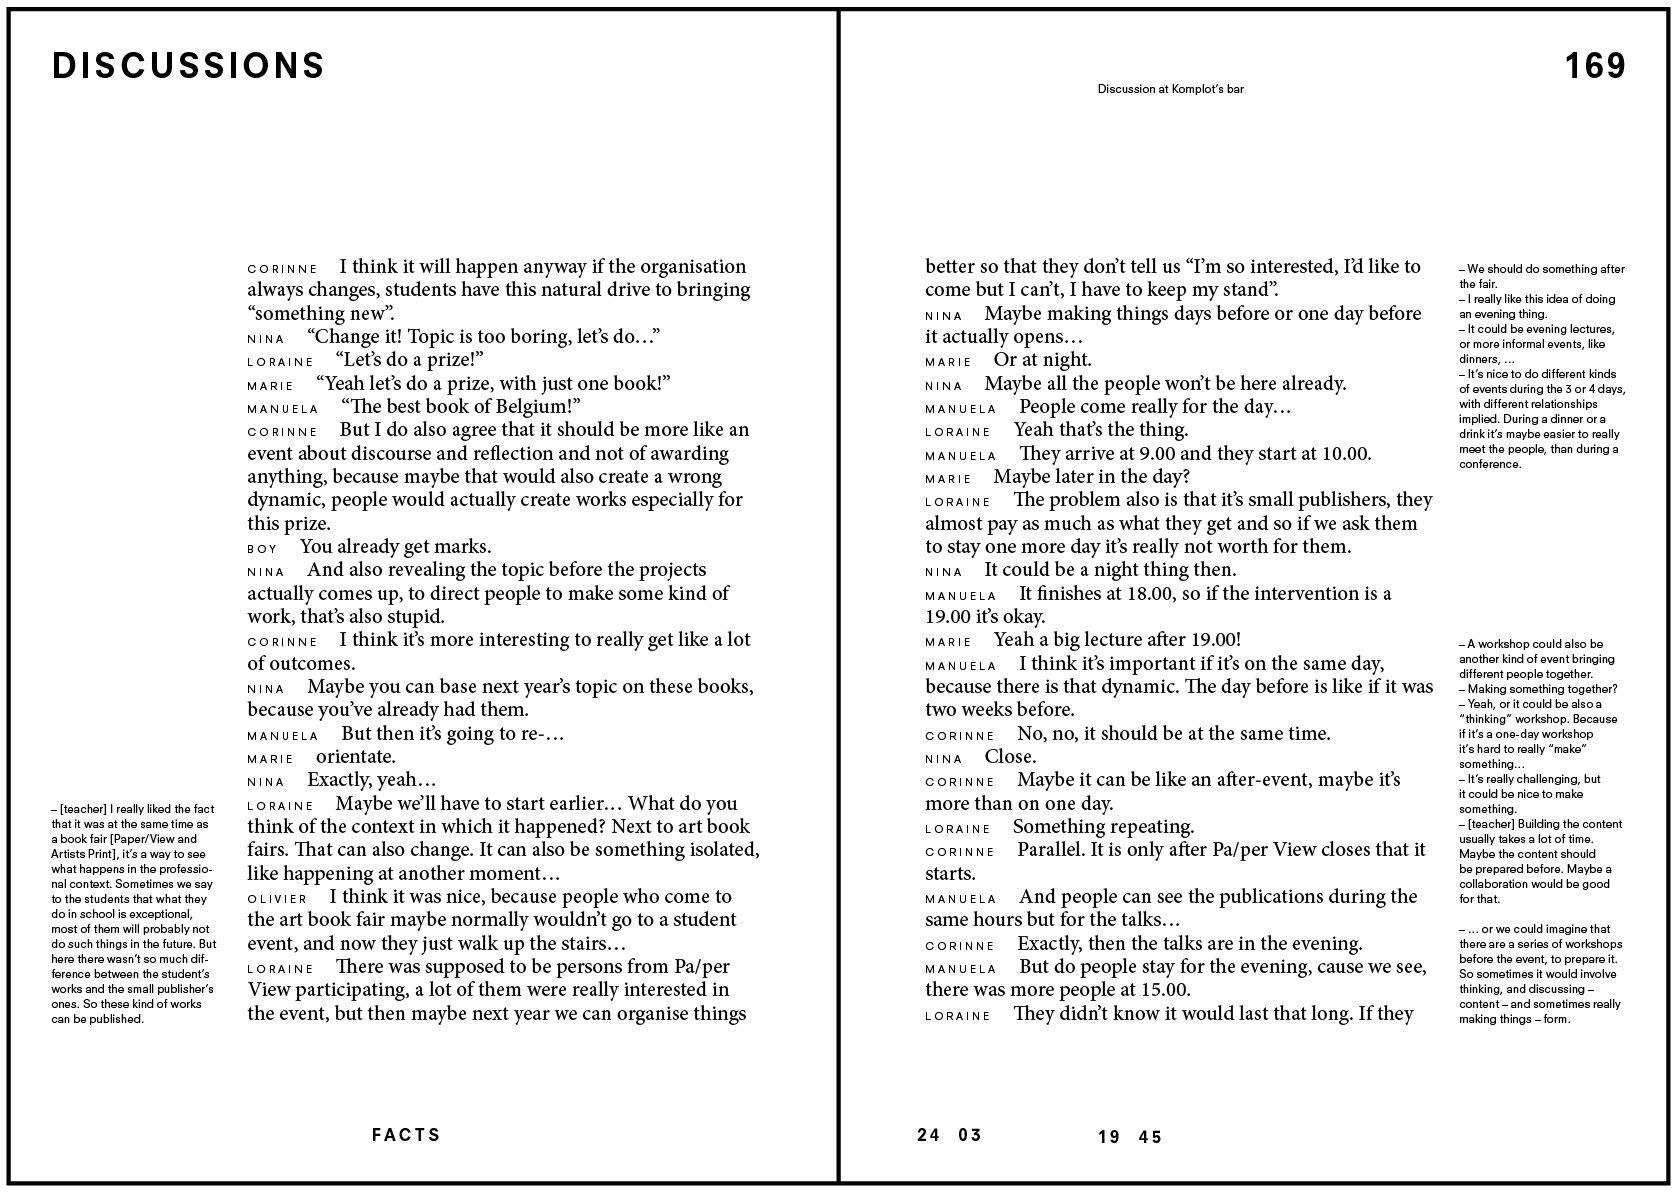 DISCUSSIONS
CORINNE I think it will happen anyway if the organisation
always changes, students have this natural drive to bringing
“something new”.
NINA “Change it! Topic is too boring, let’s do…”
LORAINE “Let’s do a prize!”
MARIE “Yeah let’s do a prize, with just one book!”
MANUELA “The best book of Belgium!”
CORINNE But I do also agree that it should be more like an
event about discourse and reflection and not of awarding
anything, because maybe that would also create a wrong
dynamic, people would actually create works especially for
this prize.
BOY You already get marks.
NINA And also revealing the topic before the projects
actually comes up, to direct people to make some kind of
work, that’s also stupid.
CORINNE I think it’s more interesting to really get like a lot
of outcomes.
NINA Maybe you can base next year’s topic on these books,
because you’ve already had them.
MANUELA But then it’s going to re-…
MARIE orientate.
NINA Exactly, yeah…
LORAINE Maybe we’ll have to start earlier… What do you
think of the context in which it happened? Next to art book
fairs. That can also change. It can also be something isolated,
like happening at another moment…
OLIVIER I think it was nice, because people who come to
the art book fair maybe normally wouldn’t go to a student
event, and now they just walk up the stairs…
LORAINE There was supposed to be persons from Pa/per
View participating, a lot of them were really interested in
the event, but then maybe next year we can organise things
– [teacher] I really liked the fact
that it was at the same time as
a book fair [Paper/View and
Artists Print], it’s a way to see
what happens in the professio-
nal context. Sometimes we say
to the students that what they
do in school is exceptional,
most of them will probably not
do such things in the future. But
here there wasn’t so much dif-
ference between the student’s
works and the small publisher’s
ones. So these kind of works
can be published.
FACTS
169
Discussion at Komplot’s bar
better so that they don’t tell us “I’m so interested, I’d like to
come but I can’t, I have to keep my stand”.
NINA Maybe making things days before or one day before
it actually opens…
MARIE Or at night.
NINA Maybe all the people won’t be here already.
MANUELA People come really for the day…
LORAINE Yeah that’s the thing.
MANUELA They arrive at 9.00 and they start at 10.00.
MARIE Maybe later in the day?
LORAINE The problem also is that it’s small publishers, they
almost pay as much as what they get and so if we ask them
to stay one more day it’s really not worth for them.
NINA It could be a night thing then.
MANUELA It finishes at 18.00, so if the intervention is a
19.00 it’s okay.
MARIE Yeah a big lecture after 19.00!
MANUELA I think it’s important if it’s on the same day,
because there is that dynamic. The day before is like if it was
two weeks before.
CORINNE No, no, it should be at the same time.
NINA Close.
CORINNE Maybe it can be like an after-event, maybe it’s
more than on one day.
LORAINE Something repeating.
CORINNE Parallel. It is only after Pa/per View closes that it
starts.
MANUELA And people can see the publications during the
same hours but for the talks…
CORINNE Exactly, then the talks are in the evening.
MANUELA But do people stay for the evening, cause we see,
there was more people at 15.00.
LORAINE They didn’t know it would last that long. If they
– We should do something after
the fair.
– I really like this idea of doing
an evening thing.
– It could be evening lectures,
or more informal events, like
dinners, …
– It’s nice to do different kinds
of events during the 3 or 4 days,
with different relationships
implied. During a dinner or a
drink it’s maybe easier to really
meet the people, than during a
conference.
– A workshop could also be
another kind of event bringing
different people together.
– Making something together?
– Yeah, or it could be also a
“thinking” workshop. Because
if it’s a one-day workshop
it’s hard to really “make”
something…
– It’s really challenging, but
it could be nice to make
something.
– [teacher] Building the content
usually takes a lot of time.
Maybe the content should
be prepared before. Maybe a
collaboration would be good
for that.
– … or we could imagine that
there are a series of workshops
before the event, to prepare it.
So sometimes it would involve
thinking, and discussing –
content – and sometimes really
making things – form.
24 03
19 45